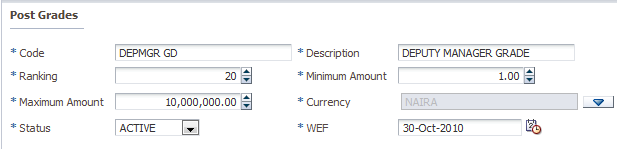 Post Grades
* Code DEPMGR GD * Description DEPUTY MANAGER GRADE
* Ranking 20 * Minimum Amount 1.00
* Maximum Amount 10,000,000.00 * Currency NAIRA
* Status ACTIVE * WEF 30-Oct-2010